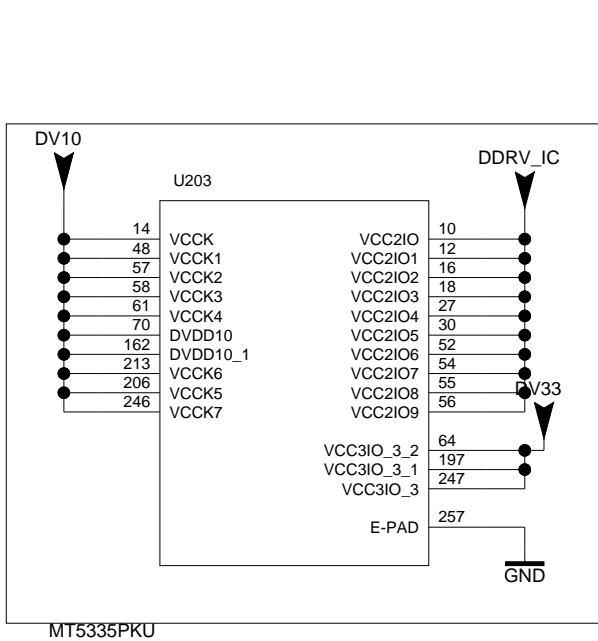 DV10
DDRV_IC
U203
14 VCCK VCC2IO 10
48 VCCK1 VCC2IO1 12
57 VCCK2 VCC2IO2 16
58 VCCK3 VCC2IO3 18
61 VCCK4 VCC2IO4 27
70 DVDD10 VCC2IO5 30
162 DVDD10_1 VCC2IO6 52
213 VCCK6 VCC2IO7 54
206 VCCK5 VCC2IO8 55
DV33
246 VCCK7 VCC2IO9 56
VCC3IO_3_2 64
VCC3IO_3_1 197
VCC3IO_3 247
E-PAD 257
GND
MT5335PKU